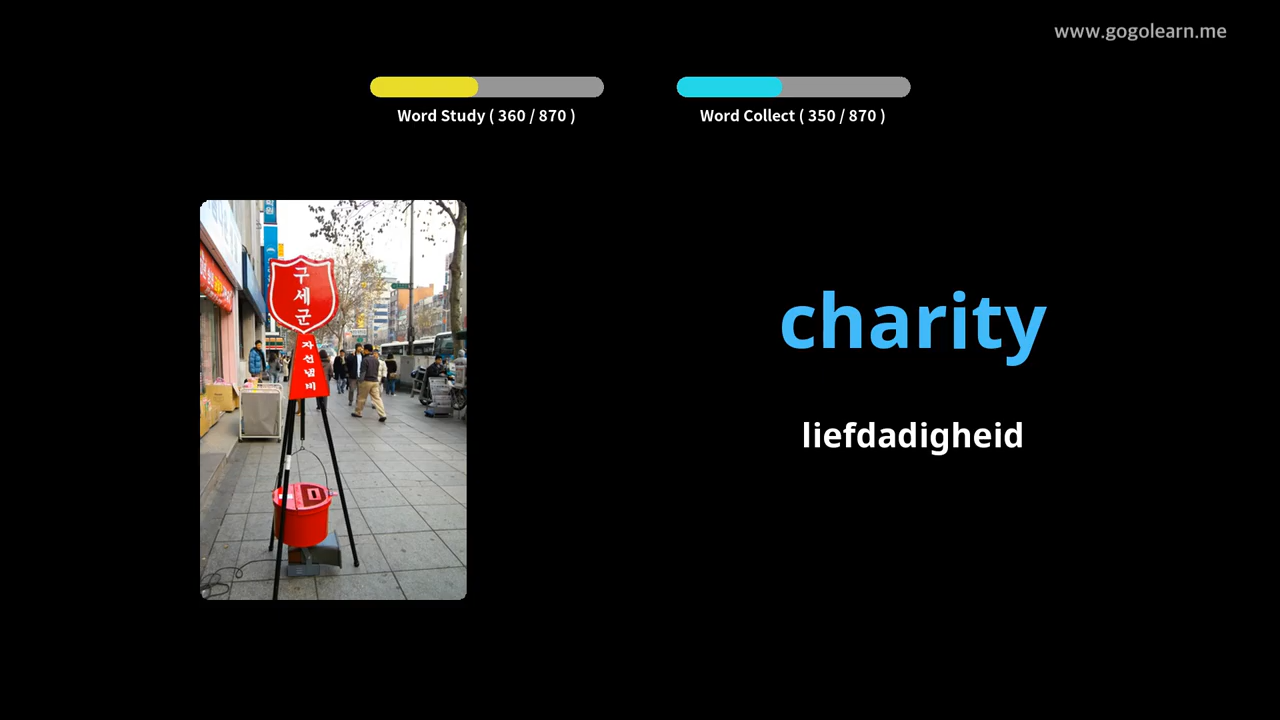 www.gogolearn.me
Word Study ( 360 / 870 )
Word Collect ( 350 / 870 )
구
세
군
자
선
냄
비
charity
liefdadigheid